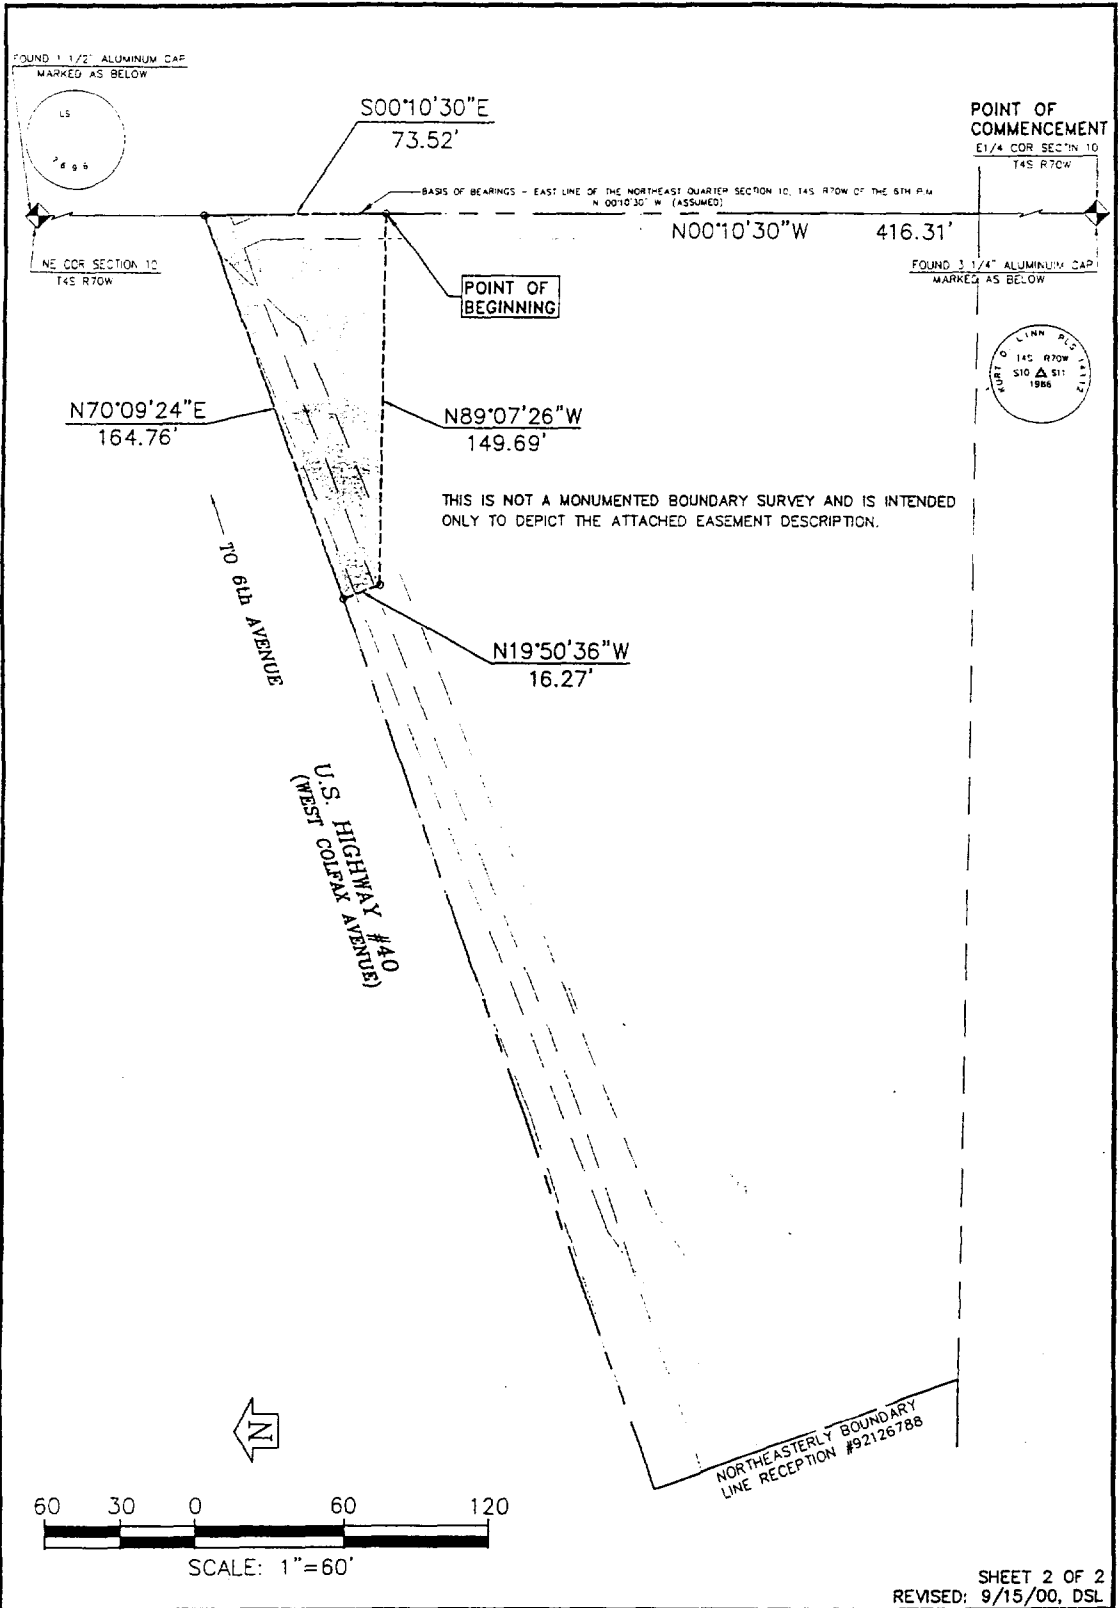 FOUND 1 1/2" ALUMINUM CAP
MARKED AS BELOW
LS
S00°10'30"E
73.52'
POINT OF
COMMENCEMENT
E1/4 COR SECTIN 10
T4S R70W
BASIS OF BEARINGS - EAST LINE OF THE NORTHEAST QUARTER SECTION 10, T4S R70W OF THE 6TH P.M.
N 00°10'30" W (ASSUMED)
N00°10'30"W 416.31'
NE COR SECTION 10
T4S R70W
FOUND 3 1/4" ALUMINUM CAP
MARKED AS BELOW
POINT OF
BEGINNING
KURT O. LINN PLS 14112
T4S R70W
S10 S11
1986
N70°09'24"E
164.76'
N89°07'26"W
149.69'
THIS IS NOT A MONUMENTED BOUNDARY SURVEY AND IS INTENDED
ONLY TO DEPICT THE ATTACHED EASEMENT DESCRIPTION.
TO 6th AVENUE
N19°50'36"W
16.27'
U.S. HIGHWAY #40
(WEST COLFAX AVENUE)
N
NORTHEASTERLY BOUNDARY
LINE RECEPTION #92126788
60 30 0 60 120
SCALE: 1"=60'
SHEET 2 OF 2
REVISED: 9/15/00, DSL